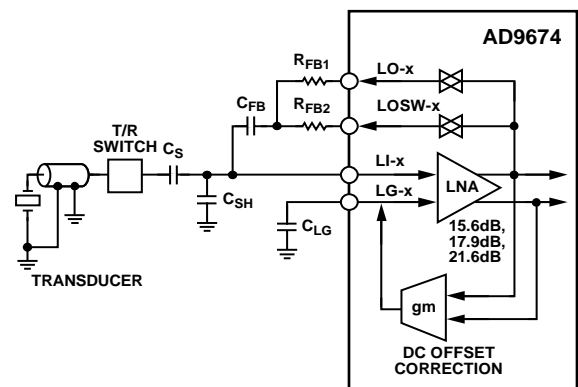 AD9674
RFB1
LO-x
CFB
RFB2
LOSW-x
T/R
SWITCH
CS
LI-x
LG-x
LNA
CSH
CLG
15.6dB,
17.9dB,
21.6dB
TRANSDUCER
gm
DC OFFSET
CORRECTION